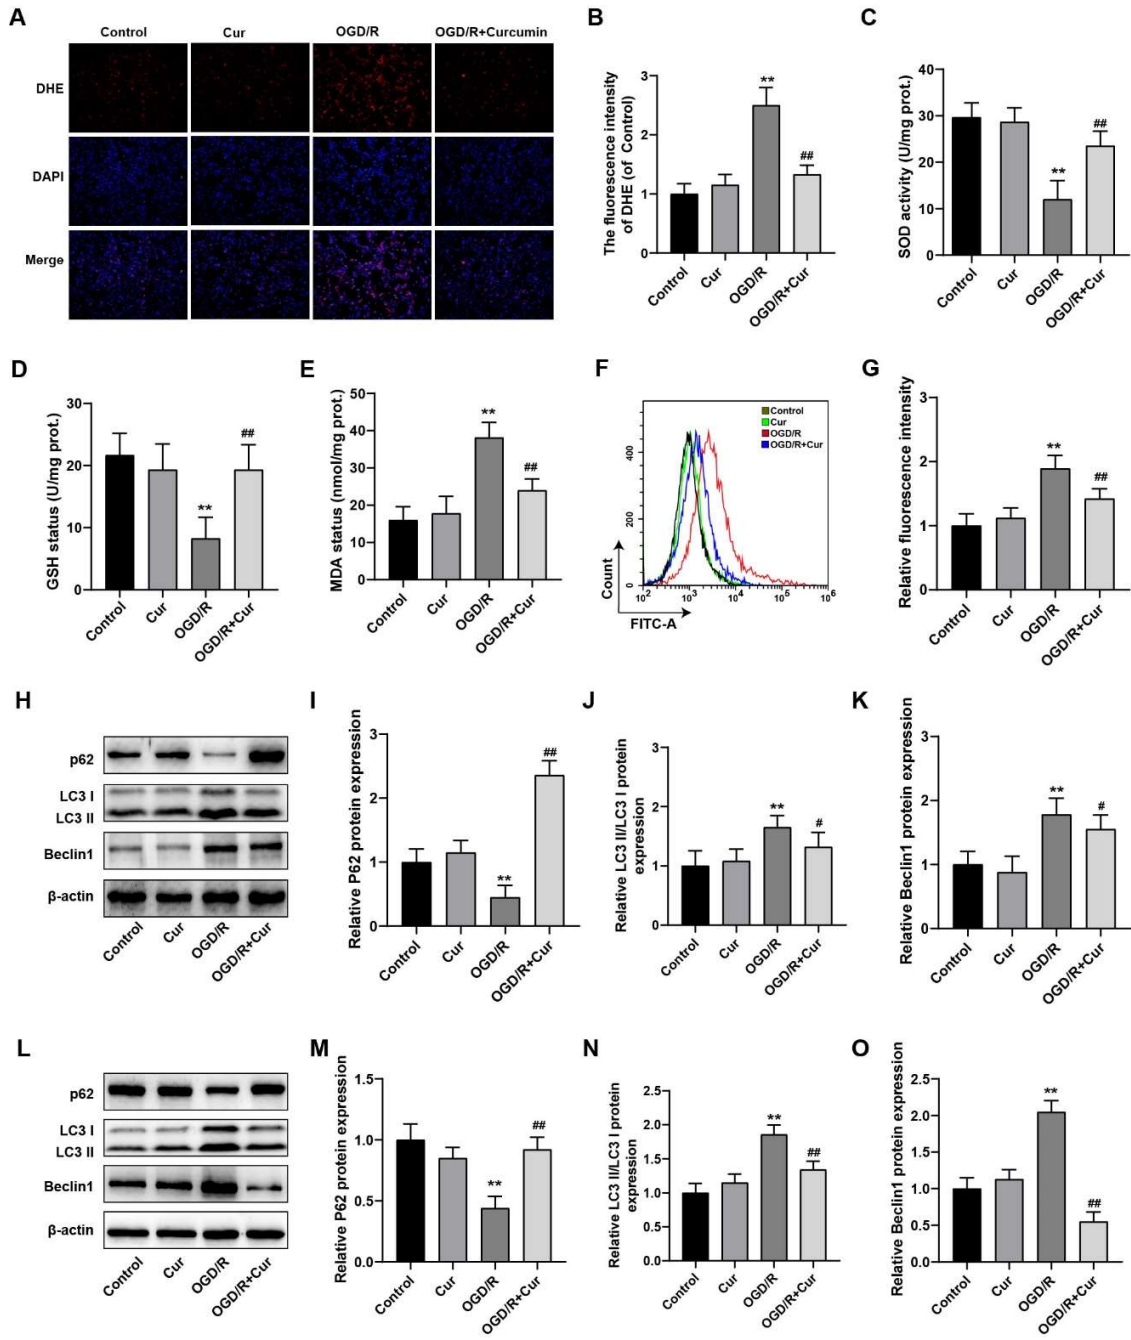 A
Control
Cur
OGD/R
OGD/R+Curcumin
DHE
DAPI
Merge
B
The fluorescence intensity
of DHE (of Control)
3
2
1
0
**
##
Control
Cur
OGD/R
OGD/R+Cur
C
SOD activity (U/mg prot.)
40
30
20
10
0
**
##
Control
Cur
OGD/R
OGD/R+Cur
D
GSH status (U/mg prot.)
30
20
10
0
**
##
Control
Cur
OGD/R
OGD/R+Cur
E
MDA status (nmol/mg prot.)
50
40
30
20
10
0
**
##
Control
Cur
OGD/R
OGD/R+Cur
F
Control
Cur
OGD/R
OGD/R+Cur
400
200
0
Count
10² 10³ 10⁴ 10⁵ 10⁶
FITC-A
G
Relative fluorescence intensity
3
2
1
0
**
##
Control
Cur
OGD/R
OGD/R+Cur
H
p62
LC3 I
LC3 II
Beclin1
β-actin
Control
Cur
OGD/R
OGD/R+Cur
I
Relative P62 protein expression
3
2
1
0
**
##
Control
Cur
OGD/R
OGD/R+Cur
J
Relative LC3 II/LC3 I protein
expression
3
2
1
0
**
#
Control
Cur
OGD/R
OGD/R+Cur
K
Relative Beclin1 protein expression
3
2
1
0
**
#
Control
Cur
OGD/R
OGD/R+Cur
L
p62
LC3 I
LC3 II
Beclin1
β-actin
Control
Cur
OGD/R
OGD/R+Cur
M
Relative P62 protein expression
1.5
1.0
0.5
0.0
**
##
Control
Cur
OGD/R
OGD/R+Cur
N
Relative LC3 II/LC3 I protein
expression
2.5
2.0
1.5
1.0
0.5
0.0
**
##
Control
Cur
OGD/R
OGD/R+Cur
O
Relative Beclin1 protein expression
2.5
2.0
1.5
1.0
0.5
0.0
**
##
Control
Cur
OGD/R
OGD/R+Cur